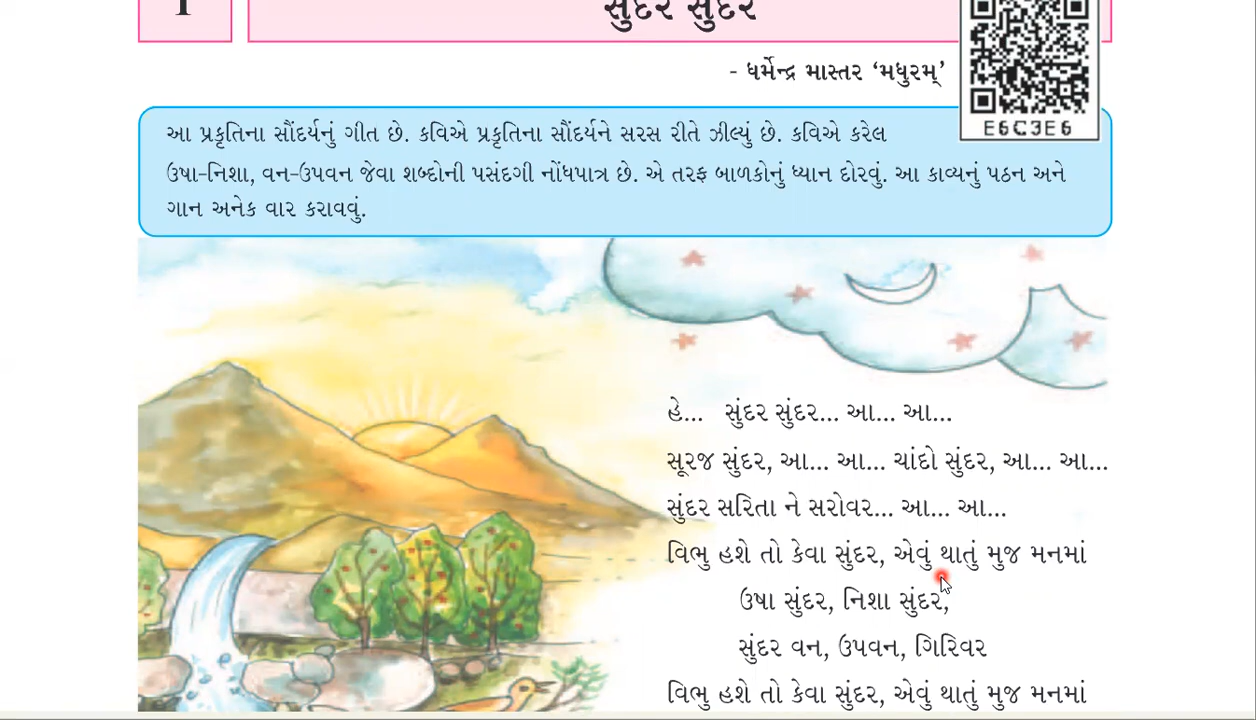 1
સુંદર સુંદર
- ધર્મેન્દ્ર માસ્તર ‘મધુરમ્’
E6C3E6
આ પ્રકૃતિના સૌંદર્યનું ગીત છે. કવિએ પ્રકૃતિના સૌંદર્યને સરસ રીતે ઝીલ્યું છે. કવિએ કરેલ
ઉષા-નિશા, વન-ઉપવન જેવા શબ્દોની પસંદગી નોંધપાત્ર છે. એ તરફ બાળકોનું ધ્યાન દોરવું. આ કાવ્યનું પઠન અને
ગાન અનેક વાર કરાવવું.
હે... સુંદર સુંદર... આ... આ...
સૂરજ સુંદર, આ... આ... ચાંદો સુંદર, આ... આ...
સુંદર સરિતા ને સરોવર... આ... આ...
વિભુ હશે તો કેવા સુંદર, એવું થાતું મુજ મનમાં
ઉષા સુંદર, નિશા સુંદર,
સુંદર વન, ઉપવન, ગિરિવર
વિભુ હશે તો કેવા સુંદર, એવું થાતું મુજ મનમાં